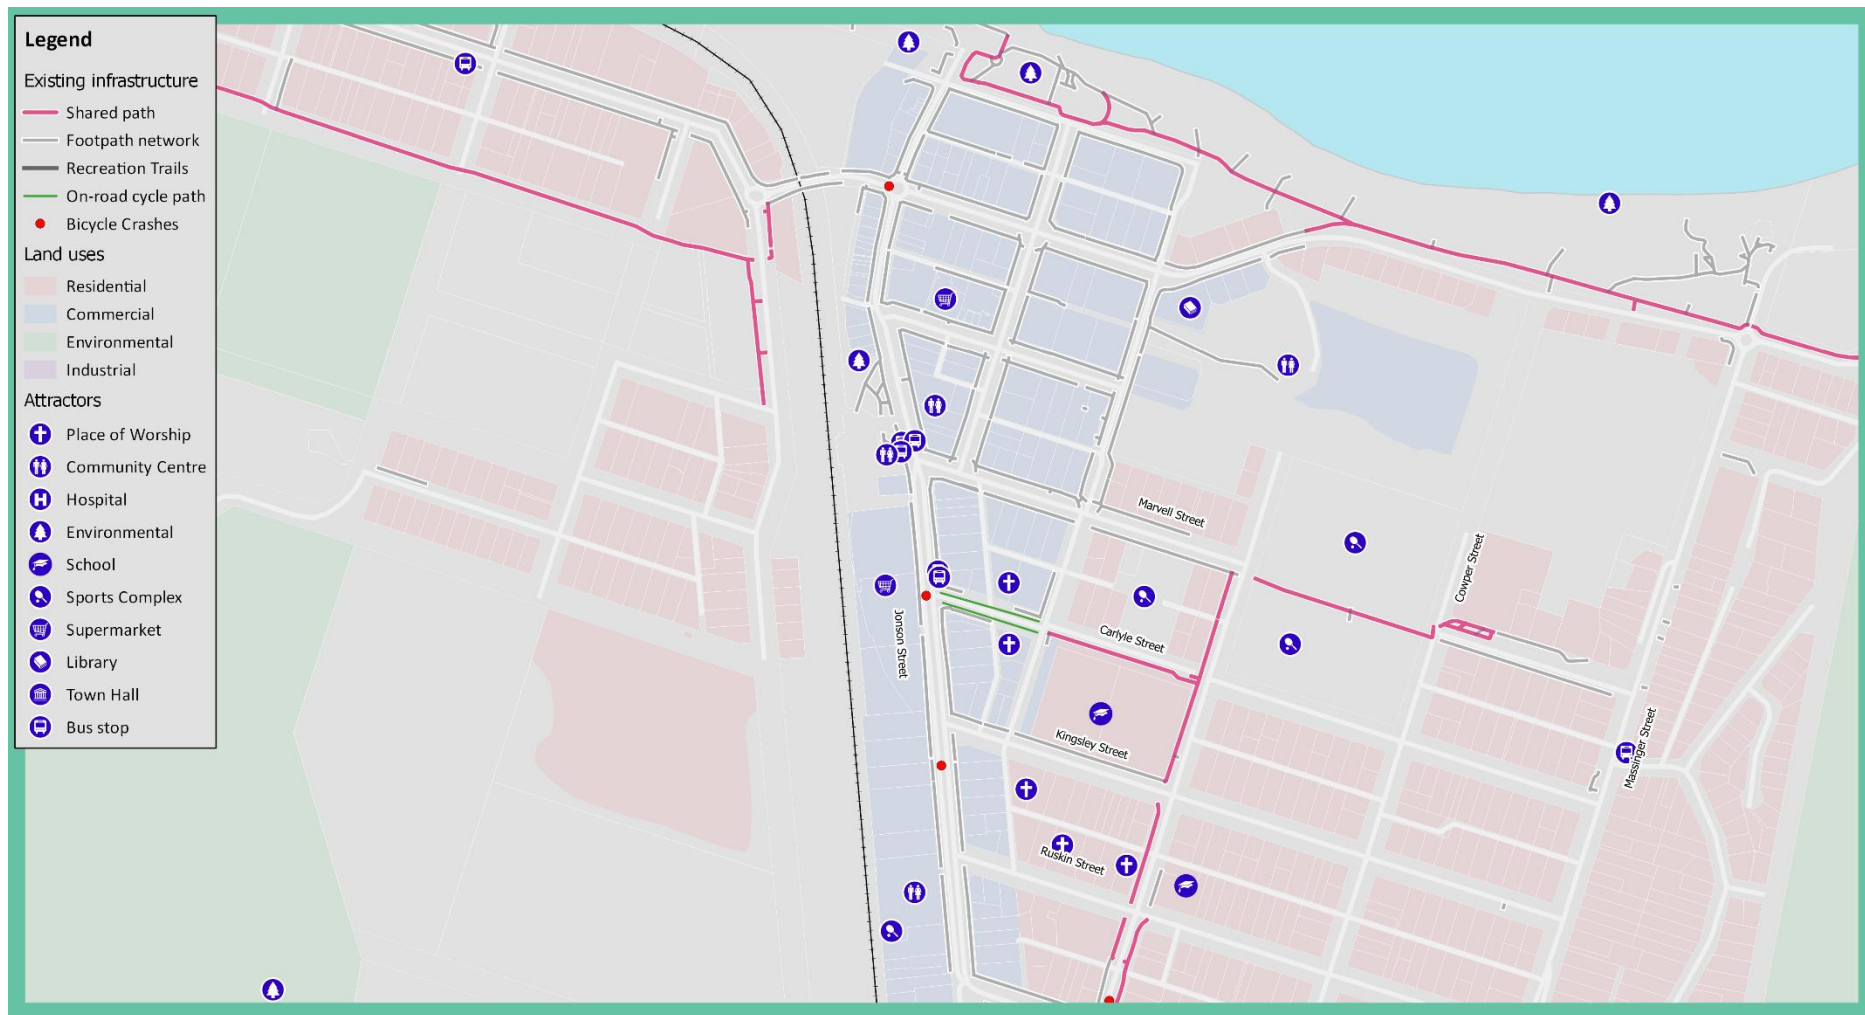 Legend
Existing infrastructure
Shared path
Footpath network
Recreation Trails
On-road cycle path
Bicycle Crashes
Land uses
Residential
Commercial
Environmental
Industrial
Attractors
Place of Worship
Community Centre
Hospital
Environmental
School
Sports Complex
Supermarket
Library
Town Hall
Bus stop
Marvell Street
Cowper Street
Jonson Street
Carlyle Street
Kingsley Street
Massinger Street
Ruskin Street